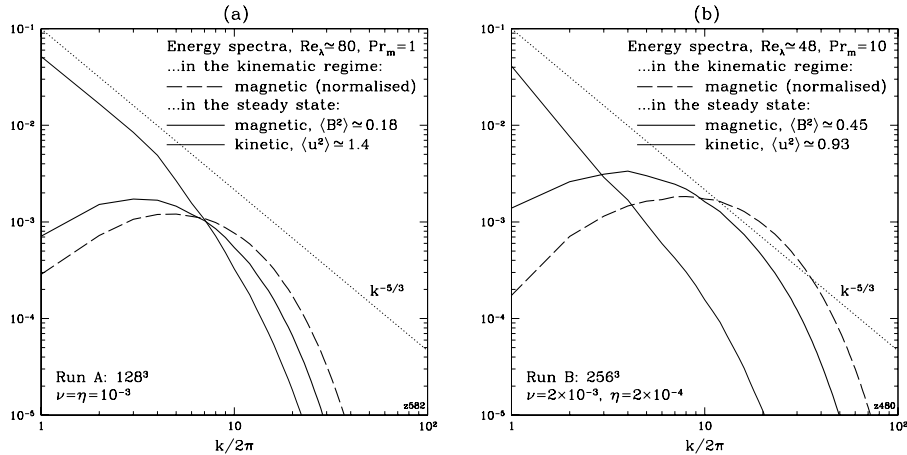 (a)
10⁻¹
10⁻²
10⁻³
10⁻⁴
10⁻⁵
Energy spectra, Re_λ≃80, Pr_m=1
...in the kinematic regime:
magnetic (normalised)
...in the steady state:
magnetic, ⟨B²⟩≃0.18
kinetic, ⟨u²⟩≃1.4
k⁻⁵/³
Run A: 128³
ν=η=10⁻³
z582
1
10
10²
k/2π
(b)
10⁻¹
10⁻²
10⁻³
10⁻⁴
10⁻⁵
Energy spectra, Re_λ≃48, Pr_m=10
...in the kinematic regime:
magnetic (normalised)
...in the steady state:
magnetic, ⟨B²⟩≃0.45
kinetic, ⟨u²⟩≃0.93
k⁻⁵/³
Run B: 256³
ν=2×10⁻³, η=2×10⁻⁴
z480
1
10
10²
k/2π